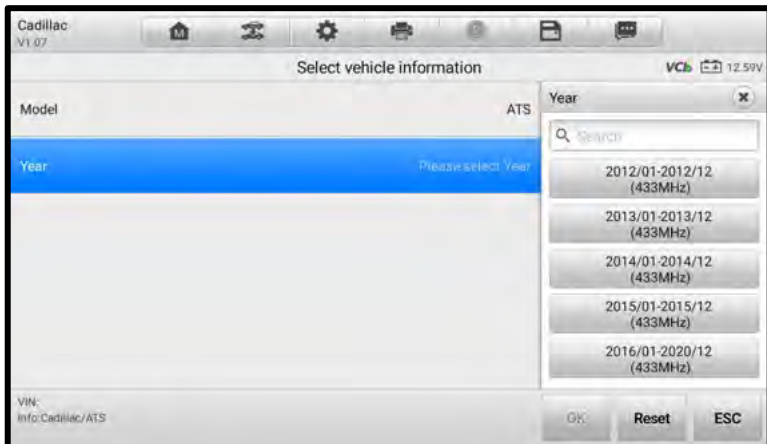 Cadillac
V1.07
Select vehicle information
VCI 12.59V
Model ATS
Year Please select Year
Year
Search
2012/01-2012/12
(433MHz)
2013/01-2013/12
(433MHz)
2014/01-2014/12
(433MHz)
2015/01-2015/12
(433MHz)
2016/01-2020/12
(433MHz)
VIN:
Info:Cadillac/ATS
OK Reset ESC